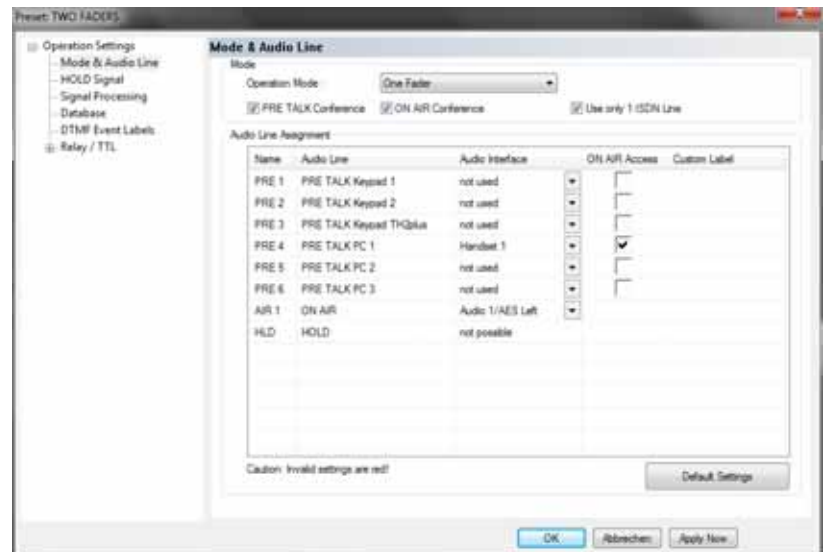 Preset: TWO FADERS
Operation Settings
Mode & Audio Line
HOLD Signal
Signal Processing
Database
DTMF Event Labels
Relay / TTL
Mode & Audio Line
Mode
Operation Mode One Fader
PRE TALK Conference ON AIR Conference Use only 1 ISDN Line
Audio Line Assignment
Name Audio Line Audio Interface ON AIR Access Custom Label
PRE 1 PRE TALK Keypad 1 not used
PRE 2 PRE TALK Keypad 2 not used
PRE 3 PRE TALK Keypad TH2plus not used
PRE 4 PRE TALK PC 1 Handset 1
PRE 5 PRE TALK PC 2 not used
PRE 6 PRE TALK PC 3 not used
AIR 1 ON AIR Audio 1/AES Left
HLD HOLD not possible
Caution: Invalid settings are red!
Default Settings
OK Abbrechen Apply Now